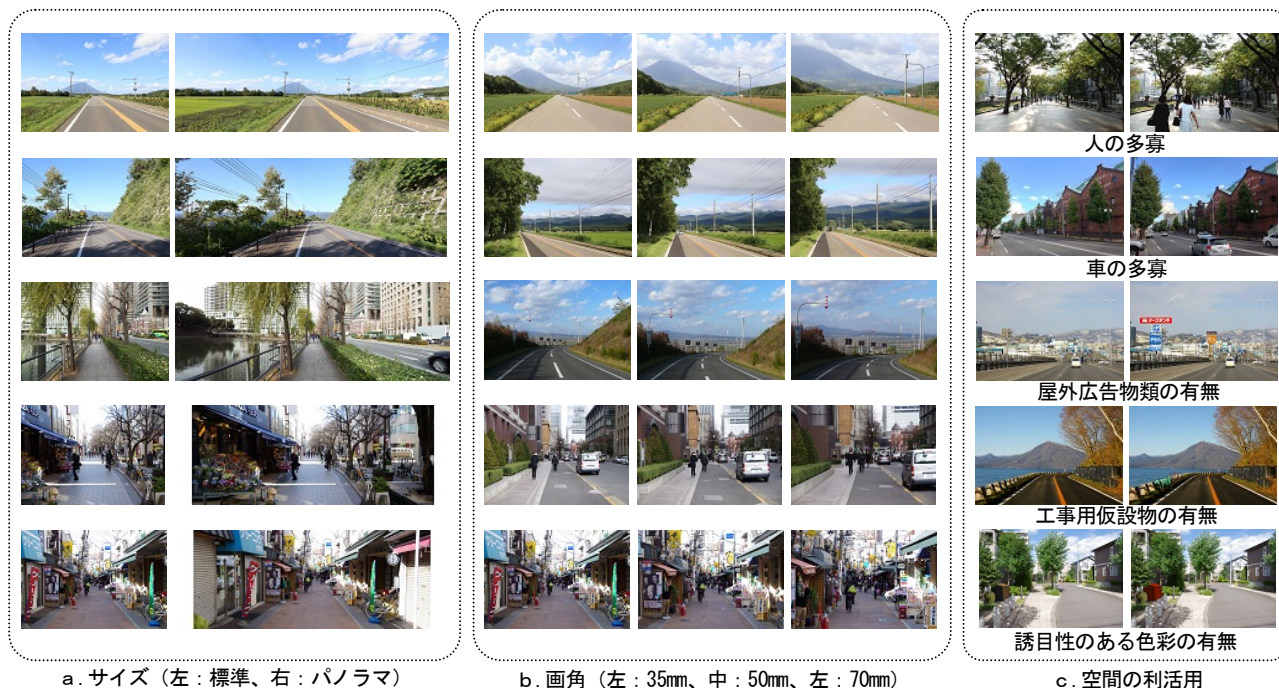 人の多寡
車の多寡
屋外広告物類の有無
工事用仮設物の有無
誘目性のある色彩の有無
a.サイズ（左：標準、右：パノラマ）
b.画角（左：35㎜、中：50㎜、左：70㎜）
c.空間の利活用